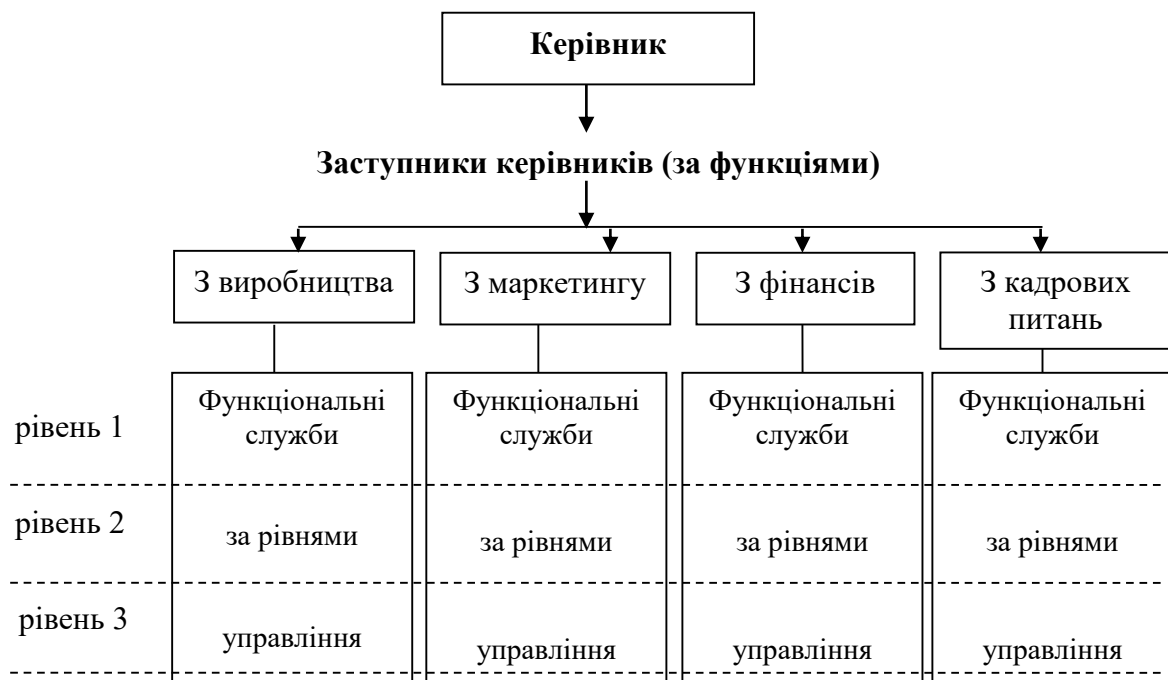 Керівник
Заступники керівників (за функціями)
З виробництва
З маркетингу
З фінансів
З кадрових
питань
рівень 1
Функціональні
служби
Функціональні
служби
Функціональні
служби
Функціональні
служби
рівень 2
за рівнями
за рівнями
за рівнями
за рівнями
рівень 3
управління
управління
управління
управління